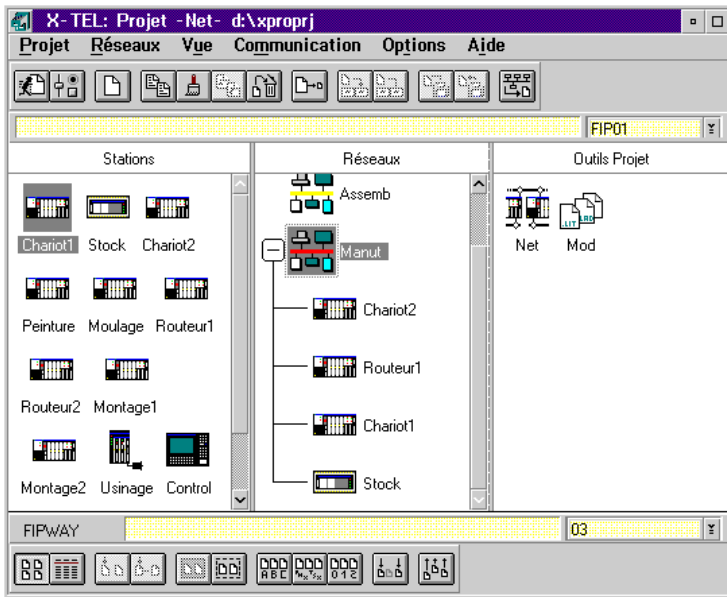 X-TEL: Projet -Net- d:\xproprj
Projet Réseaux Vue Communication Options Aide
FIP01
Stations Réseaux Outils Projet
Assemb
Chariot1 Stock Chariot2
Manut
Net Mod
Chariot2
Peinture Moulage Routeur1
Routeur1
Routeur2 Montage1
Chariot1
Montage2 Usinage Control
Stock
FIPWAY 03